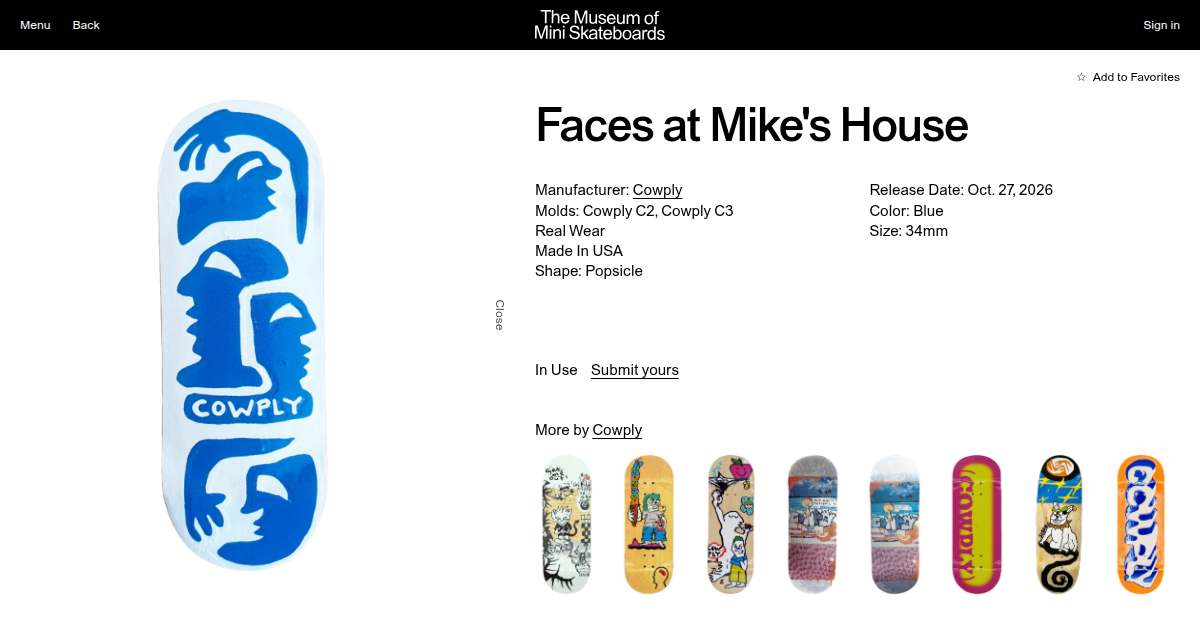 Menu
Back
The Museum of
Mini Skateboards
Sign in
☆ Add to Favorites
Faces at Mike's House
Manufacturer: Cowply
Molds: Cowply C2, Cowply C3
Real Wear
Made In USA
Shape: Popsicle
Release Date: Oct. 27, 2026
Color: Blue
Size: 34mm
COWPLY
Close
In Use Submit yours
More by Cowply
COWPLY